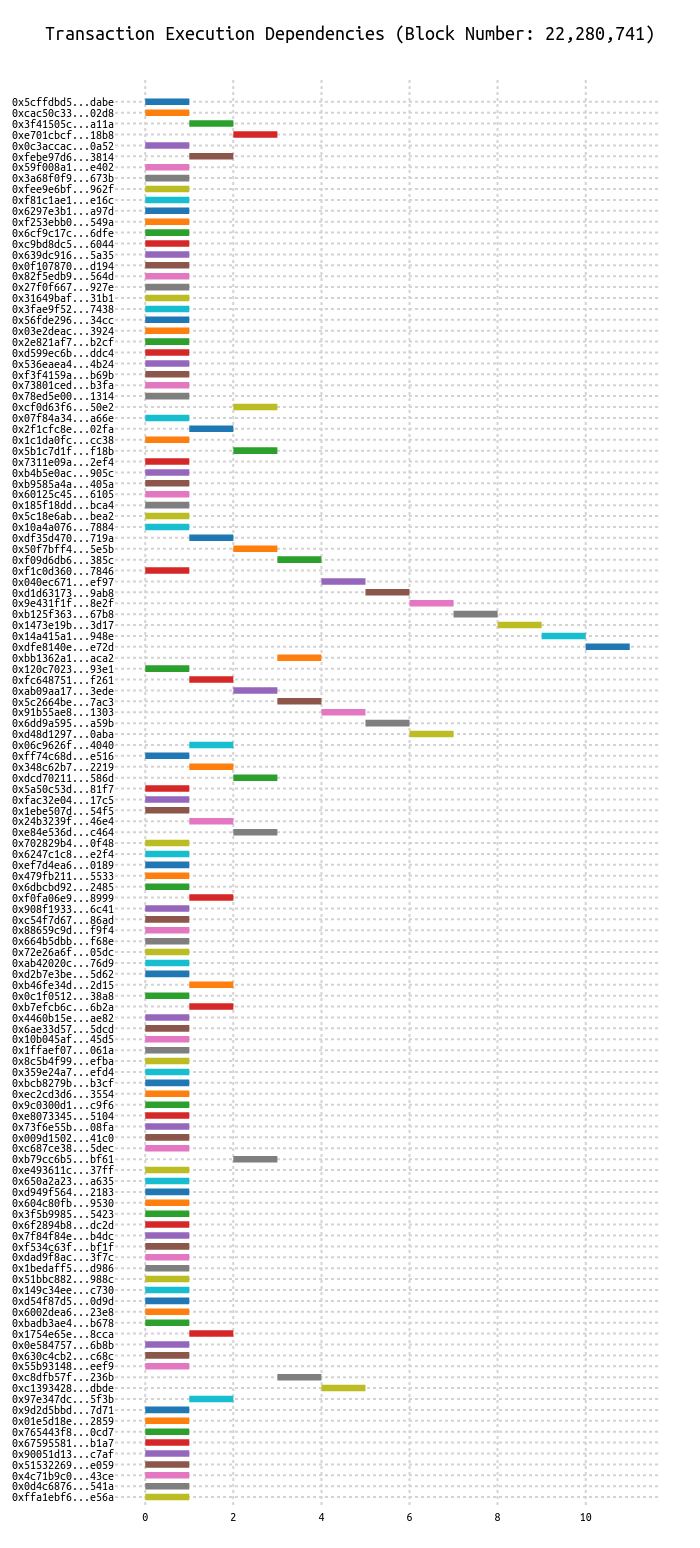 Transaction Execution Dependencies (Block Number: 22,280,741)
0x5cffdbd5...dabe
0xcac50c33...02d8
0x3f41505c...a11a
0xe701cbcf...18b8
0x0c3accac...0a52
0xfebe97d6...3814
0x59f008a1...e402
0x3a68f0f9...673b
0xfee9e6bf...962f
0xf81c1ae1...e16c
0x6297e3b1...a97d
0xf253ebb0...549a
0x6cf9c17c...6dfe
0xc9bd8dc5...6044
0x639dc916...5a35
0x0f107870...d194
0x82f5edb9...564d
0x27f0f667...927e
0x31649baf...31b1
0x3fae9f52...7438
0x56fde296...34cc
0x03e2deac...3924
0x2e821af7...b2cf
0xd599ec6b...ddc4
0x536eaea4...4b24
0xf3f4159a...b69b
0x73801ced...b3fa
0x78ed5e00...1314
0xcf0d63f6...50e2
0x07f84a34...a66e
0x2f1cfc8e...02fa
0x1c1da0fc...cc38
0x5b1c7d1f...f18b
0x7311e09a...2ef4
0xb4b5e0ac...905c
0xb9585a4a...405a
0x60125c45...6105
0x185f18dd...bca4
0x5c18e6ab...bea2
0x10a4a076...7884
0xdf35d470...719a
0x50f7bff4...5e5b
0xf09d6db6...385c
0xf1c0d360...7846
0x040ec671...ef97
0xd1d63173...9ab8
0x9e431f1f...8e2f
0xb125f363...67b8
0x1473e19b...3d17
0x14a415a1...948e
0xdfe8140e...e72d
0xbb1362a1...aca2
0x120c7023...93e1
0xfc648751...f261
0xab09aa17...3ede
0x5c2664be...7ac3
0x91b55ae8...1303
0x6dd9a595...a59b
0xd48d1297...0aba
0x06c9626f...4040
0xff74c68d...e516
0x348c62b7...2219
0xdcd70211...586d
0x5a50c53d...81f7
0xfac32e04...17c5
0x1ebe507d...54f5
0x24b3239f...46e4
0xe84e536d...c464
0x702829b4...0f48
0x6247c1c8...e2f4
0xef7d4ea6...0189
0x479fb211...5533
0x6dbcbd92...2485
0xf0fa06e9...8999
0x908f1933...6c41
0xc54f7d67...86ad
0x88659c9d...f9f4
0x664b5dbb...f68e
0x72e26a6f...05dc
0xab42020c...76d9
0xd2b7e3be...5d62
0xb46fe34d...2d15
0x0c1f0512...38a8
0xb7efcb6c...6b2a
0x4460b15e...ae82
0x6ae33d57...5dcd
0x10b045af...45d5
0x1ffaef07...061a
0x8c5b4f99...efba
0x359e24a7...efd4
0xbcb8279b...b3cf
0xec2cd3d6...3554
0x9c0300d1...c9f6
0xe8073345...5104
0x73f6e55b...08fa
0x009d1502...41c0
0xc687ce38...5dec
0xb79cc6b5...bf61
0xe493611c...37ff
0x650a2a23...a635
0xd949f564...2183
0x604c80fb...9530
0x3f5b9985...5423
0x6f2894b8...dc2d
0x7f84f84e...b4dc
0xf534c63f...bf1f
0xdad9f8ac...3f7c
0x1bedaff5...d986
0x51bbc882...988c
0x149c34ee...c730
0xd54f87d5...0d9d
0x6002dea6...23e8
0xbadb3ae4...b678
0x1754e65e...8cca
0x0e584757...6b8b
0x630c4cb2...c68c
0x55b93148...eef9
0xc8dfb57f...236b
0xc1393428...dbde
0x97e347dc...5f3b
0x9d2d5bbd...7d71
0x01e5d18e...2859
0x765443f8...0cd7
0x67595581...b1a7
0x90051d13...c7af
0x51532269...e059
0x4c71b9c0...43ce
0x0d4c6876...541a
0xffa1ebf6...e56a
0 2 4 6 8 10